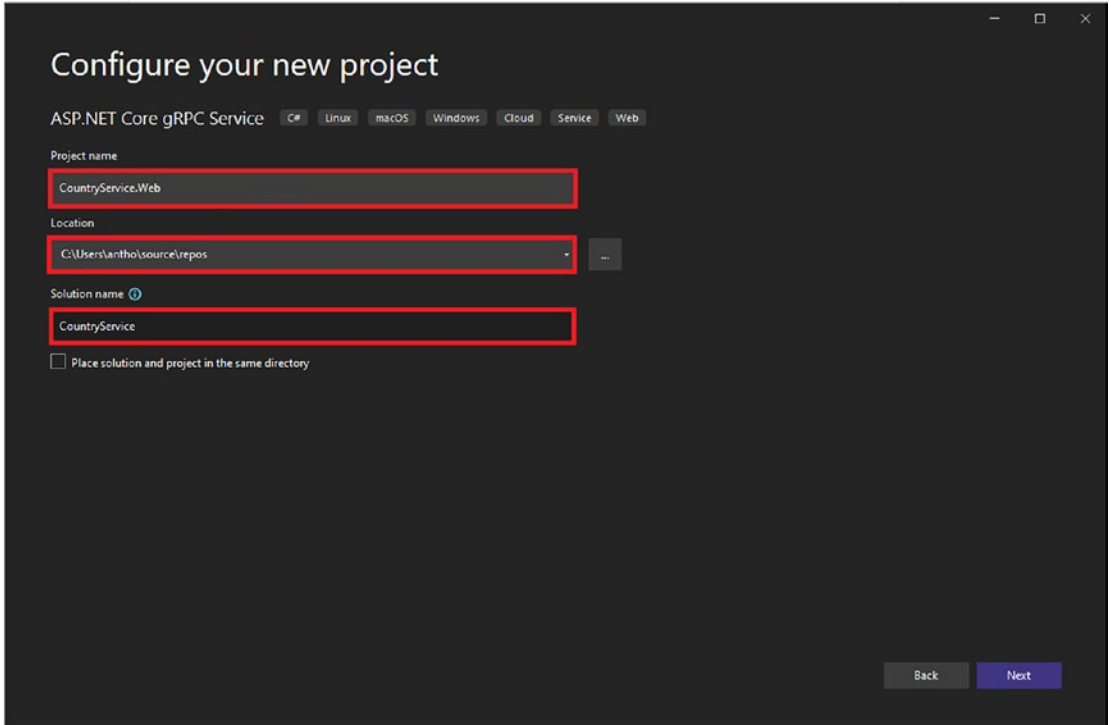 Configure your new project
ASP.NET Core gRPC Service C# Linux macOS Windows Cloud Service Web
Project name
CountryService.Web
Location
C:\Users\antho\source\repos
...
Solution name
CountryService
Place solution and project in the same directory
Back Next